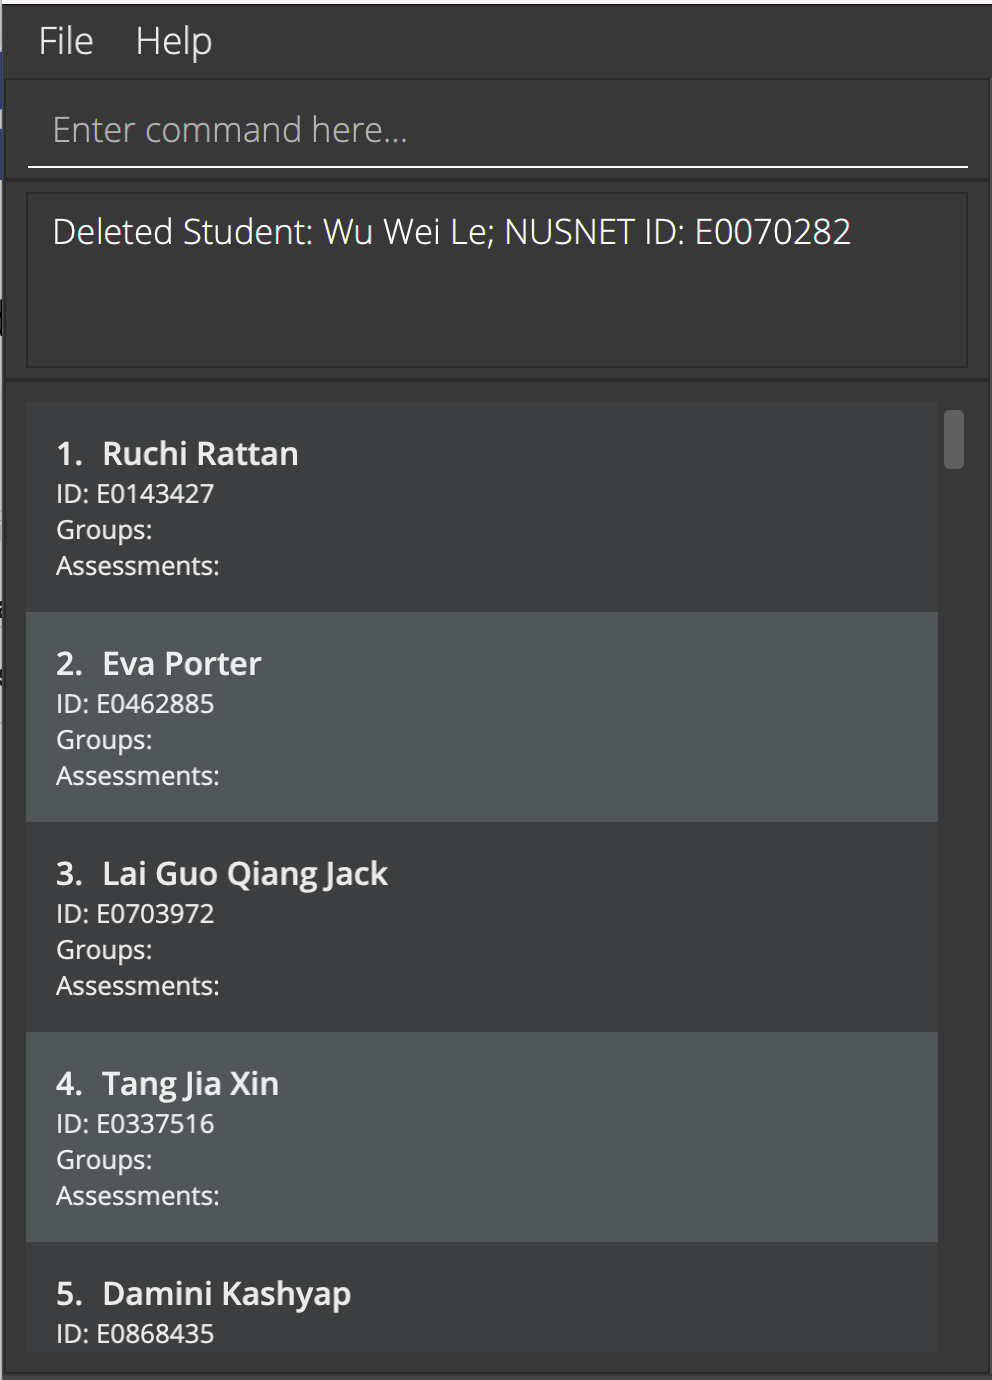 File Help
Enter command here...
Deleted Student: Wu Wei Le; NUSNET ID: E0070282
1. Ruchi Rattan
ID: E0143427
Groups:
Assessments:
2. Eva Porter
ID: E0462885
Groups:
Assessments:
3. Lai Guo Qiang Jack
ID: E0703972
Groups:
Assessments:
4. Tang Jia Xin
ID: E0337516
Groups:
Assessments:
5. Damini Kashyap
ID: E0868435